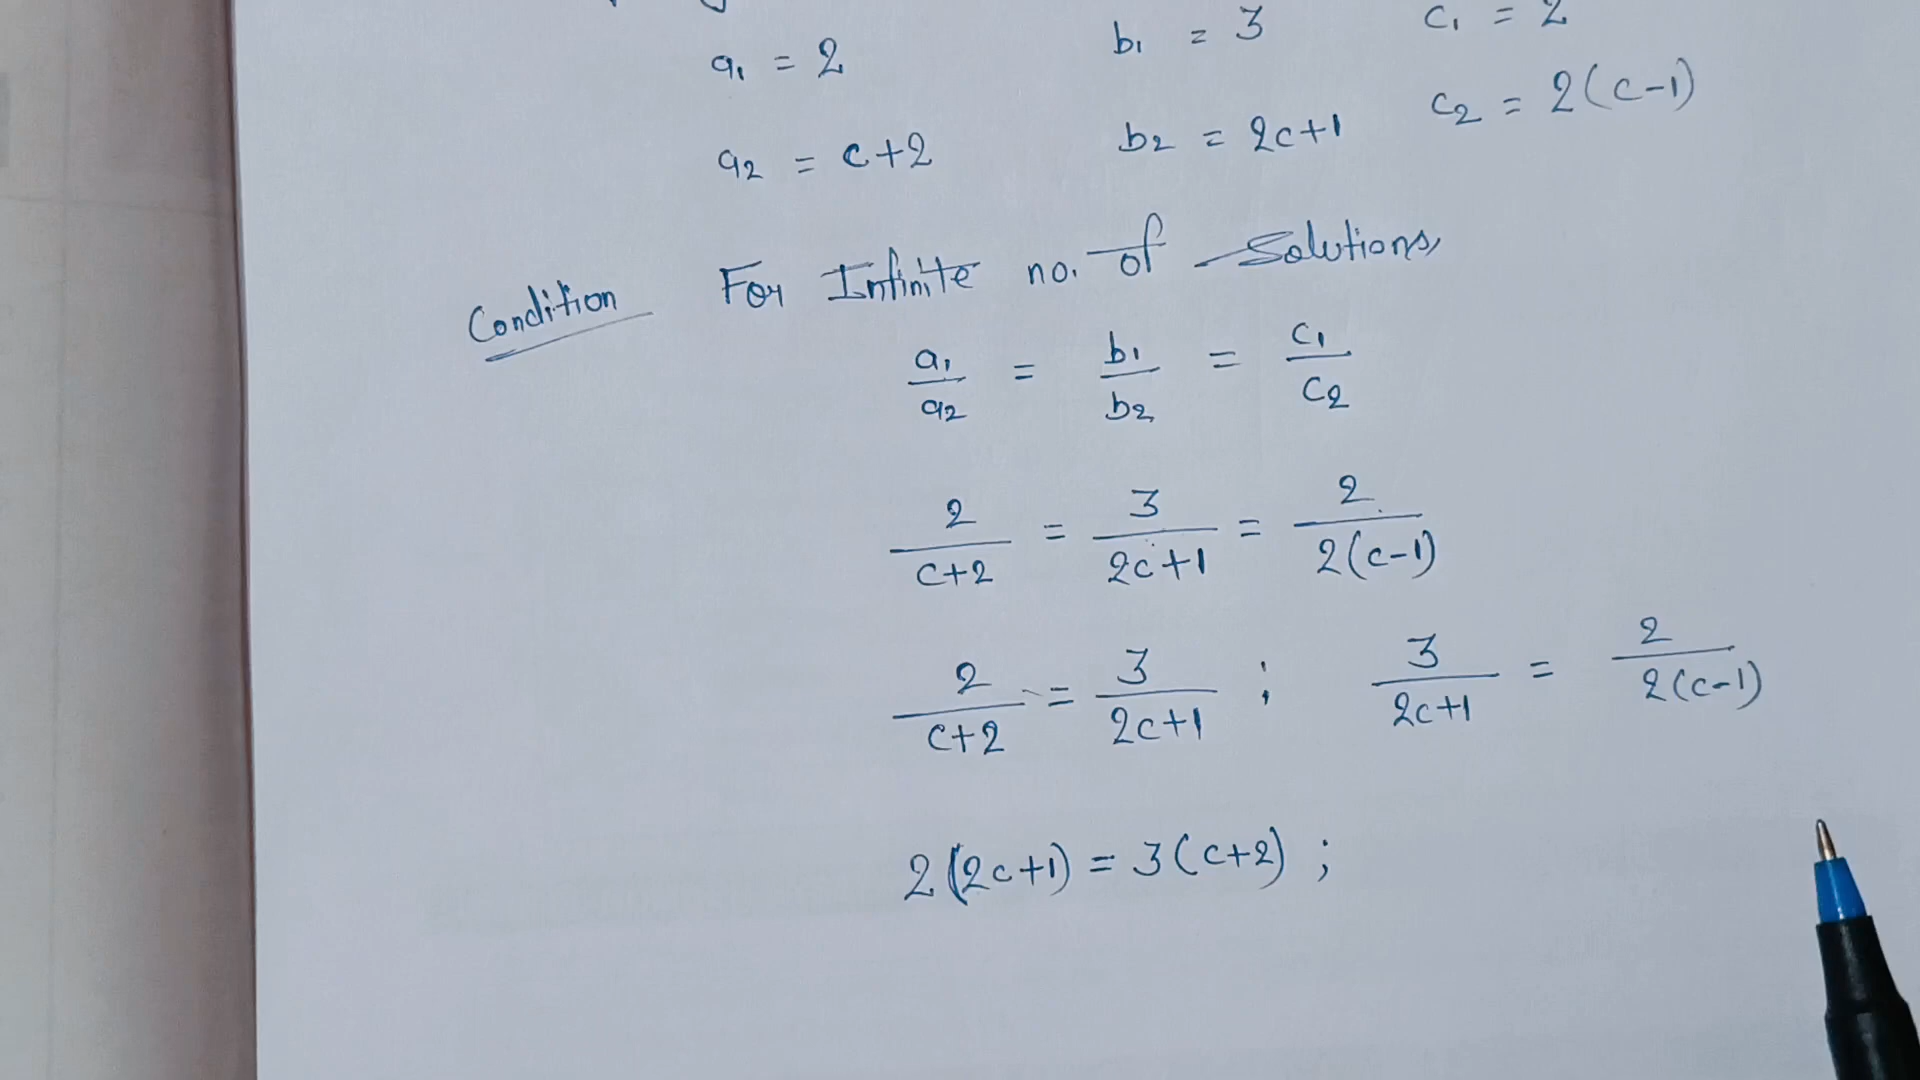 a₁ = 2 b₁ = 3 c₁ = 2
a₂ = c+2 b₂ = 2c+1 c₂ = 2(c-1)
Condition For Infinite no. of Solutions,
a₁/a₂ = b₁/b₂ = c₁/c₂
2/(c+2) = 3/(2c+1) = 2/(2(c-1))
2/(c+2) = 3/(2c+1) ; 3/(2c+1) = 2/(2(c-1))
2(2c+1) = 3(c+2) ;